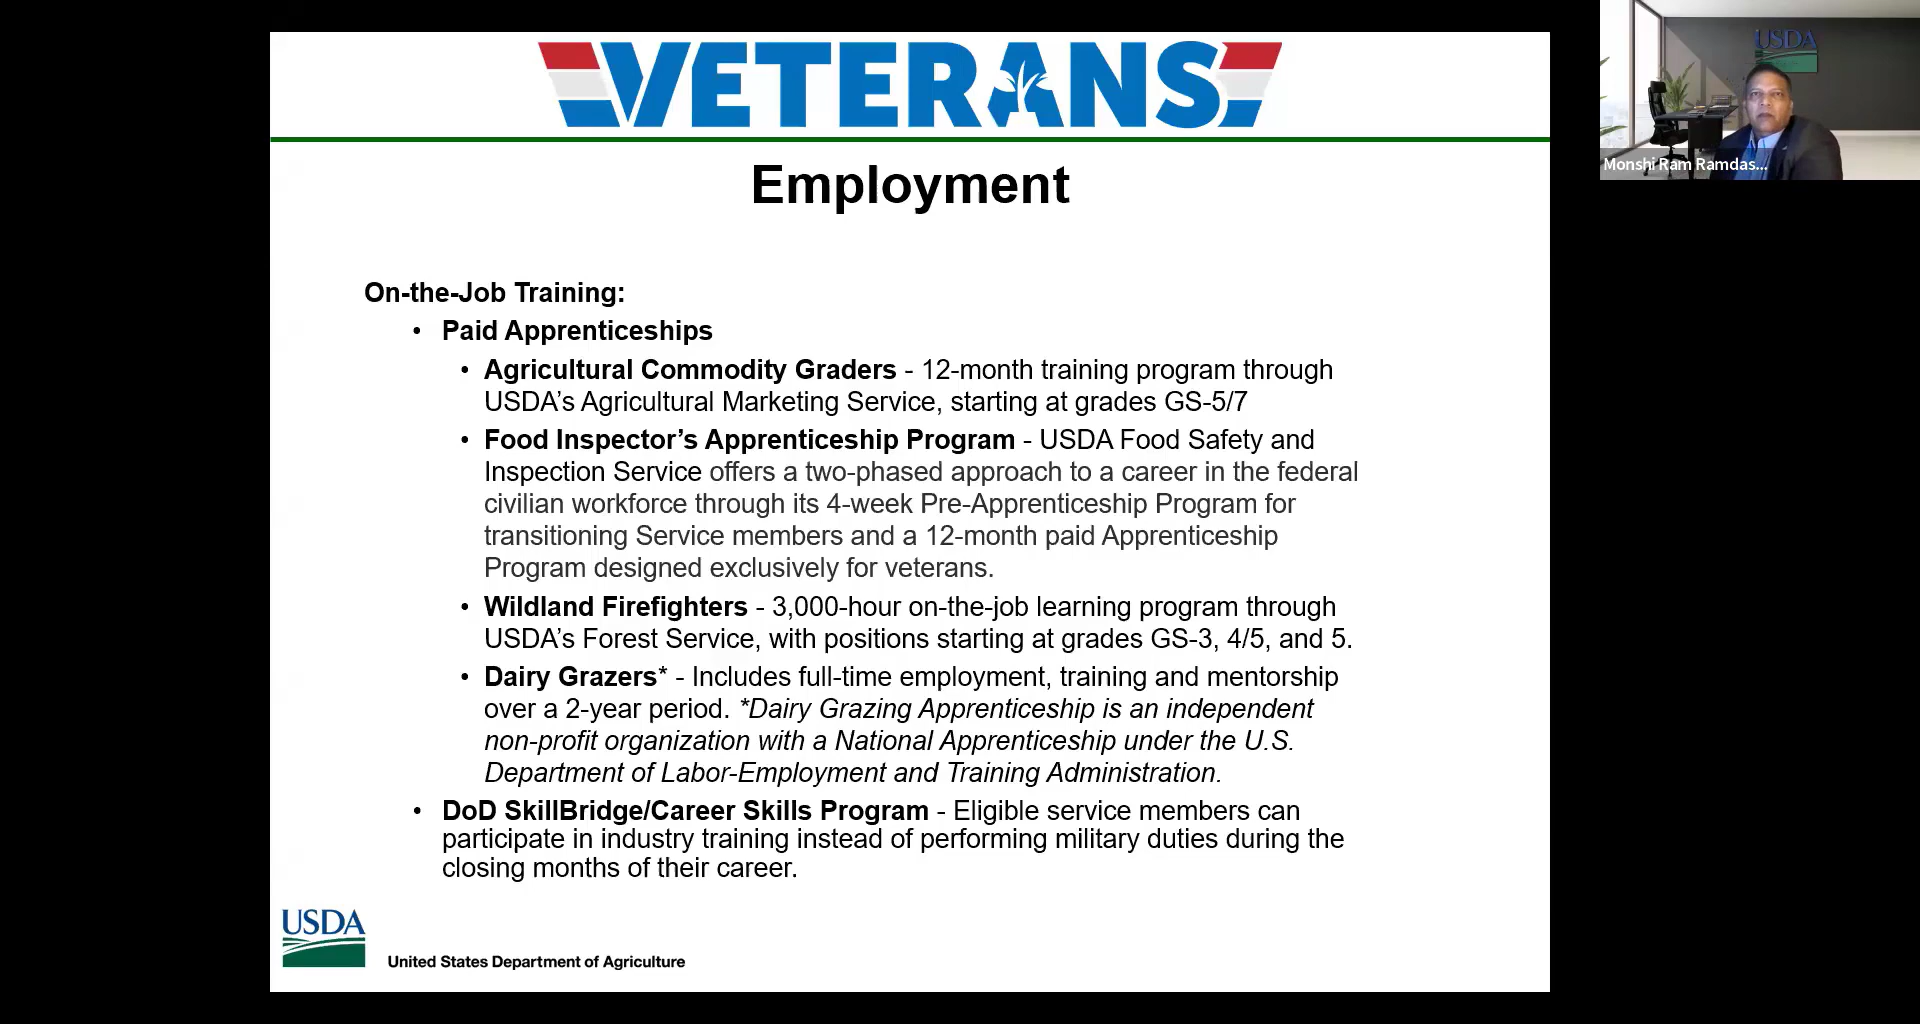 VETERANS
USDA
Monshi Ram Ramdas...
Employment
On-the-Job Training:
• Paid Apprenticeships
• Agricultural Commodity Graders - 12-month training program through
USDA’s Agricultural Marketing Service, starting at grades GS-5/7
• Food Inspector’s Apprenticeship Program - USDA Food Safety and
Inspection Service offers a two-phased approach to a career in the federal
civilian workforce through its 4-week Pre-Apprenticeship Program for
transitioning Service members and a 12-month paid Apprenticeship
Program designed exclusively for veterans.
• Wildland Firefighters - 3,000-hour on-the-job learning program through
USDA’s Forest Service, with positions starting at grades GS-3, 4/5, and 5.
• Dairy Grazers* - Includes full-time employment, training and mentorship
over a 2-year period. *Dairy Grazing Apprenticeship is an independent
non-profit organization with a National Apprenticeship under the U.S.
Department of Labor-Employment and Training Administration.
• DoD SkillBridge/Career Skills Program - Eligible service members can
participate in industry training instead of performing military duties during the
closing months of their career.
USDA
United States Department of Agriculture